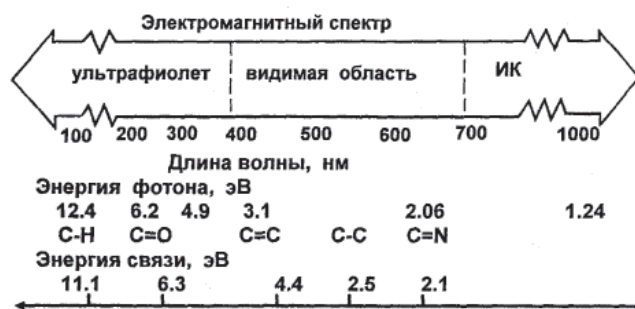 Электромагнитный спектр
ультрафиолет видимая область ИК
100 200 300 400 500 600 700 1000
Длина волны, нм
Энергия фотона, эВ
12.4 6.2 4.9 3.1 2.06 1.24
C-H C=O C=C C-C C=N
Энергия связи, эВ
11.1 6.3 4.4 2.5 2.1